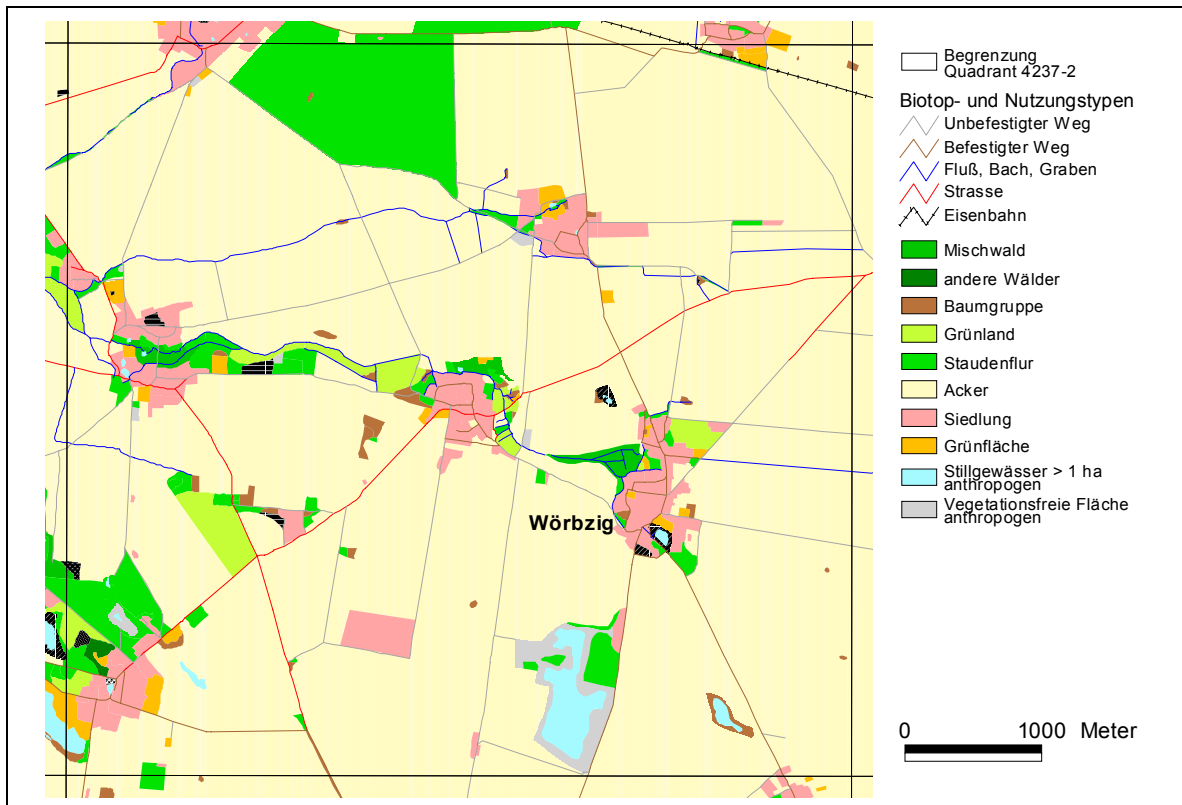 Begrenzung
Quadrant 4237-2
Biotop- und Nutzungstypen
Unbefestigter Weg
Befestigter Weg
Fluß, Bach, Graben
Strasse
Eisenbahn
Mischwald
andere Wälder
Baumgruppe
Grünland
Staudenflur
Acker
Siedlung
Grünfläche
Stillgewässer > 1 ha
anthropogen
Vegetationsfreie Fläche
anthropogen
Wörbzig
0 1000 Meter